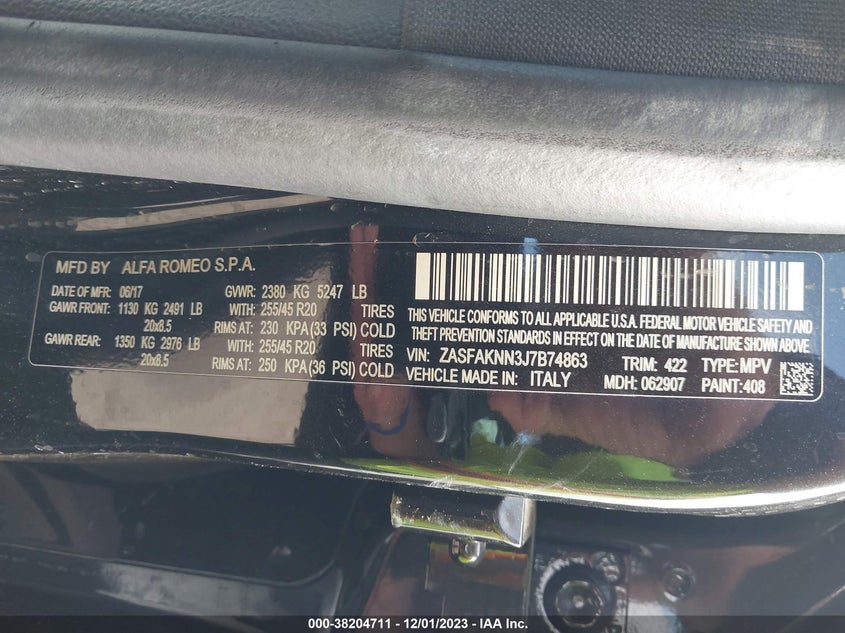 MFD BY ALFA ROMEO S.P.A.
DATE OF MFR: 06/17 GVWR: 2380 KG 5247 LB
GAWR FRONT: 1130 KG 2491 LB WITH: 255/45 R20 TIRES
20x8.5 RIMS AT: 230 KPA (33 PSI) COLD
GAWR REAR: 1350 KG 2976 LB WITH: 255/45 R20 TIRES
20x8.5 RIMS AT: 250 KPA (36 PSI) COLD
THIS VEHICLE CONFORMS TO ALL APPLICABLE U.S.A. FEDERAL MOTOR VEHICLE SAFETY AND
THEFT PREVENTION STANDARDS IN EFFECT ON THE DATE OF MANUFACTURE SHOWN ABOVE.
VIN: ZASFAKNN3J7B74863 TRIM: 422 TYPE: MPV
VEHICLE MADE IN: ITALY MDH: 062907 PAINT: 408
000-38204711 - 12/01/2023 - IAA Inc.